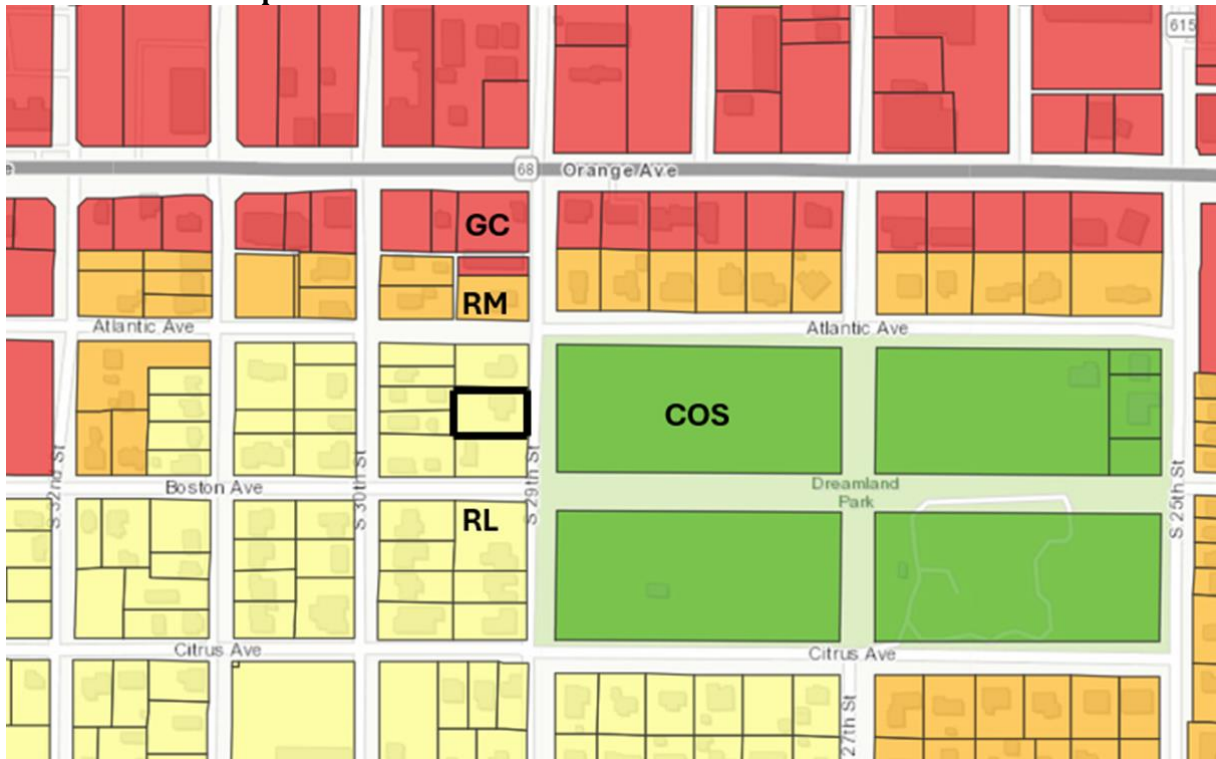 615
68
Orange Ave
e
GC
RM
Atlantic Ave
Atlantic Ave
COS
S 32nd St
S 30th St
S 29th St
S 25th St
Boston Ave
Dreamland
Park
RL
Citrus Ave
Citrus Ave
27th St